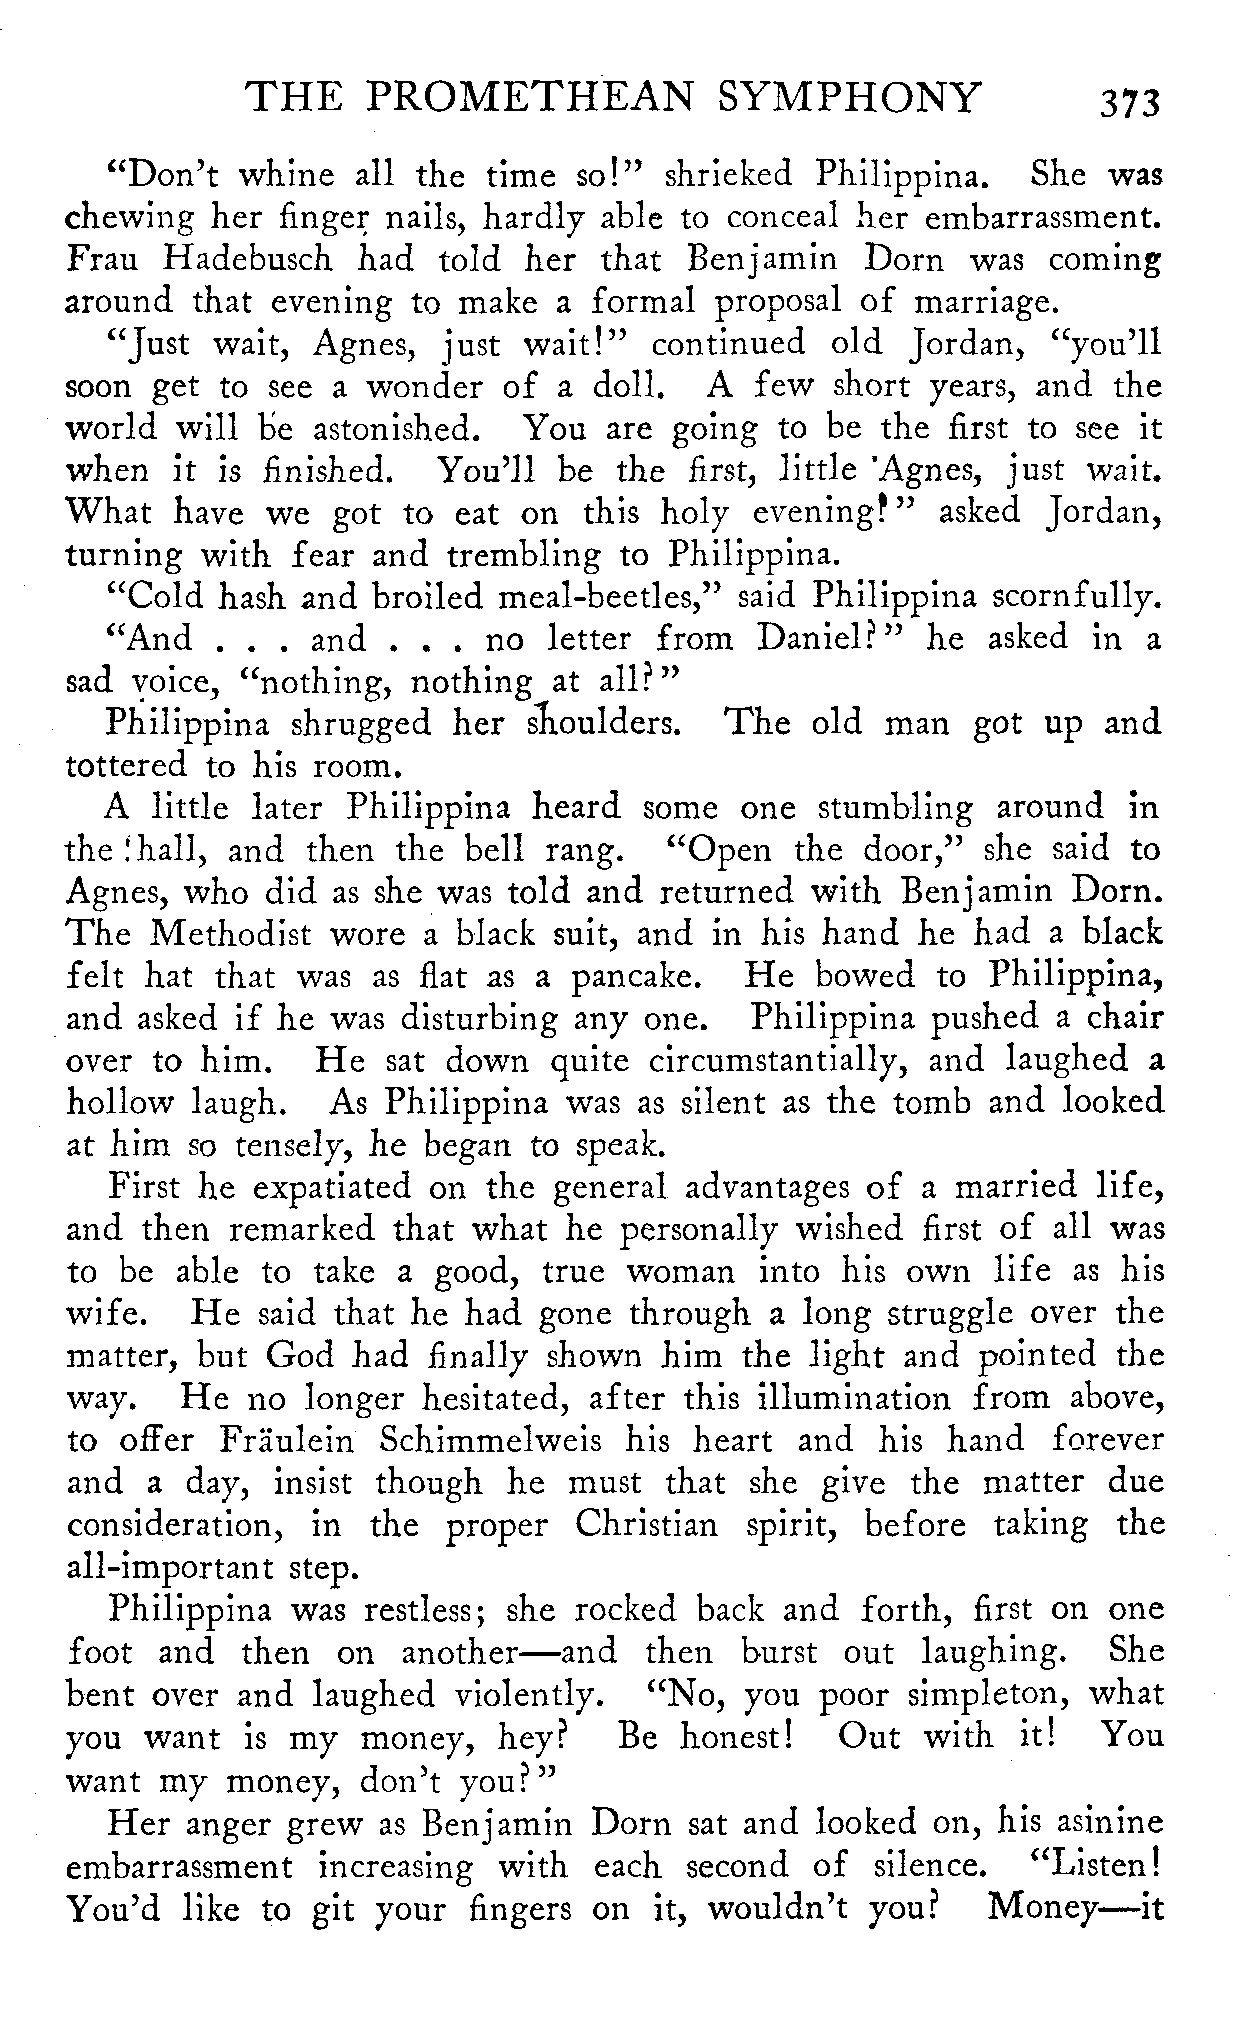 THE PROMETHEAN SYMPHONY 373
“Don’t whine all the time so!” shrieked Philippina. She was
chewing her finger nails, hardly able to conceal her embarrassment.
Frau Hadebusch had told her that Benjamin Dorn was coming
around that evening to make a formal proposal of marriage.
“Just wait, Agnes, just wait!” continued old Jordan, “you’ll
soon get to see a wonder of a doll. A few short years, and the
world will be astonished. You are going to be the first to see it
when it is finished. You’ll be the first, little Agnes, just wait.
What have we got to eat on this holy evening?” asked Jordan,
turning with fear and trembling to Philippina.
“Cold hash and broiled meal-beetles,” said Philippina scornfully.
“And . . . and . . . no letter from Daniel?” he asked in a
sad voice, “nothing, nothing at all?”
Philippina shrugged her shoulders. The old man got up and
tottered to his room.
A little later Philippina heard some one stumbling around in
the hall, and then the bell rang. “Open the door,” she said to
Agnes, who did as she was told and returned with Benjamin Dorn.
The Methodist wore a black suit, and in his hand he had a black
felt hat that was as flat as a pancake. He bowed to Philippina,
and asked if he was disturbing any one. Philippina pushed a chair
over to him. He sat down quite circumstantially, and laughed a
hollow laugh. As Philippina was as silent as the tomb and looked
at him so tensely, he began to speak.
First he expatiated on the general advantages of a married life,
and then remarked that what he personally wished first of all was
to be able to take a good, true woman into his own life as his
wife. He said that he had gone through a long struggle over the
matter, but God had finally shown him the light and pointed the
way. He no longer hesitated, after this illumination from above,
to offer Fräulein Schimmelweis his heart and his hand forever
and a day, insist though he must that she give the matter due
consideration, in the proper Christian spirit, before taking the
all-important step.
Philippina was restless; she rocked back and forth, first on one
foot and then on another—and then burst out laughing. She
bent over and laughed violently. “No, you poor simpleton, what
you want is my money, hey? Be honest! Out with it! You
want my money, don’t you?”
Her anger grew as Benjamin Dorn sat and looked on, his asinine
embarrassment increasing with each second of silence. “Listen!
You’d like to git your fingers on it, wouldn’t you? Money—it